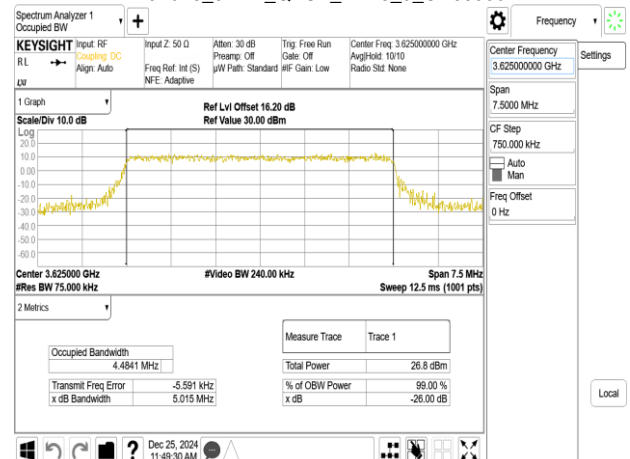 Spectrum Analyzer 1
Occupied BW
Frequency
KEYSIGHT
RL
Input: RF
Coupling: DC
Align: Auto
Input Z: 50 Ω
Freq Ref: Int (S)
NFE: Adaptive
Atten: 30 dB
Preamp: Off
µW Path: Standard
Trig: Free Run
Gate: Off
#IF Gain: Low
Center Freq: 3.625000000 GHz
Avg|Hold: 10/10
Radio Std: None
Center Frequency
3.625000000 GHz
Settings
Span
7.5000 MHz
CF Step
750.000 kHz
Auto
Man
Freq Offset
0 Hz
Local
1 Graph
Scale/Div 10.0 dB
Ref Lvl Offset 16.20 dB
Ref Value 30.00 dBm
Log
20.0
10.0
0.00
-10.0
-20.0
-30.0
-40.0
-50.0
-60.0
Center 3.625000 GHz
#Res BW 75.000 kHz
#Video BW 240.00 kHz
Span 7.5 MHz
Sweep 12.5 ms (1001 pts)
2 Metrics
Measure Trace Trace 1
Occupied Bandwidth
4.4841 MHz
Total Power 26.8 dBm
Transmit Freq Error -5.591 kHz
% of OBW Power 99.00 %
x dB Bandwidth 5.015 MHz
x dB -26.00 dB
Dec 25, 2024
11:49:30 AM